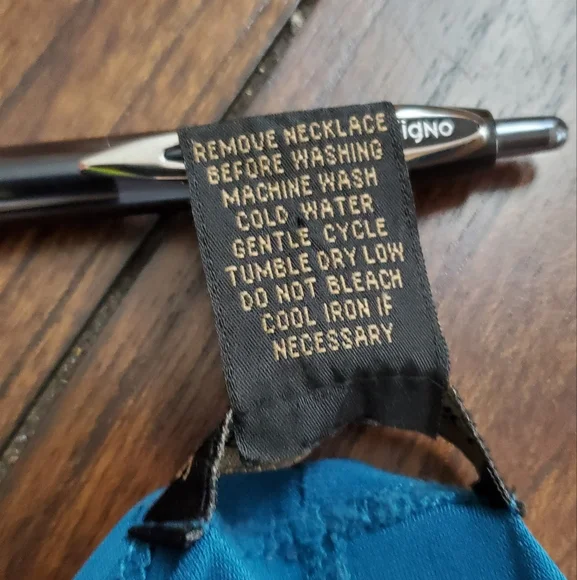 REMOVE NECKLACE
BEFORE WASHING
MACHINE WASH
COLD WATER
GENTLE CYCLE
TUMBLE DRY LOW
DO NOT BLEACH
COOL IRON IF
NECESSARY
igNo